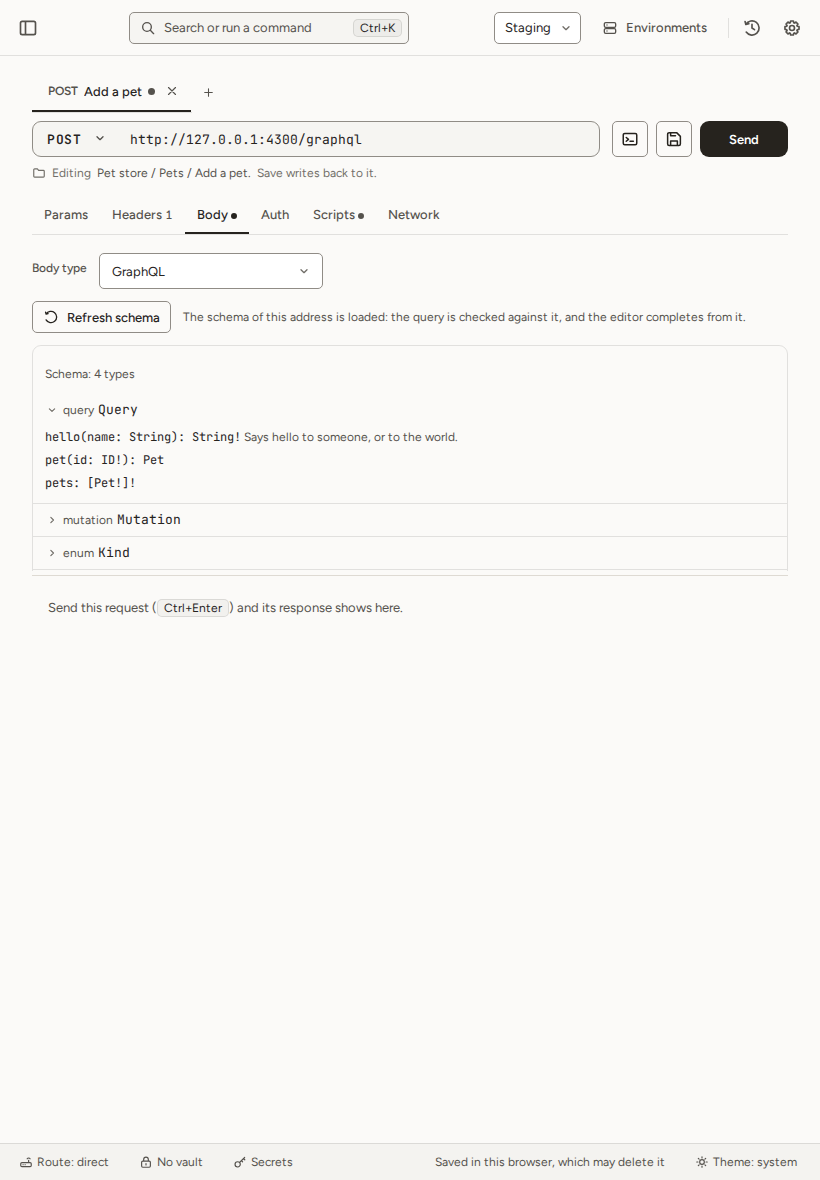 Search or run a command Ctrl+K Staging Environments
POST Add a pet
POST http://127.0.0.1:4300/graphql Send
Editing Pet store / Pets / Add a pet. Save writes back to it.
Params Headers 1 Body Auth Scripts Network
Body type GraphQL
Refresh schema The schema of this address is loaded: the query is checked against it, and the editor completes from it.
Schema: 4 types
query Query
hello(name: String): String! Says hello to someone, or to the world.
pet(id: ID!): Pet
pets: [Pet!]!
mutation Mutation
enum Kind
Send this request (Ctrl+Enter) and its response shows here.
Route: direct No vault Secrets Saved in this browser, which may delete it Theme: system